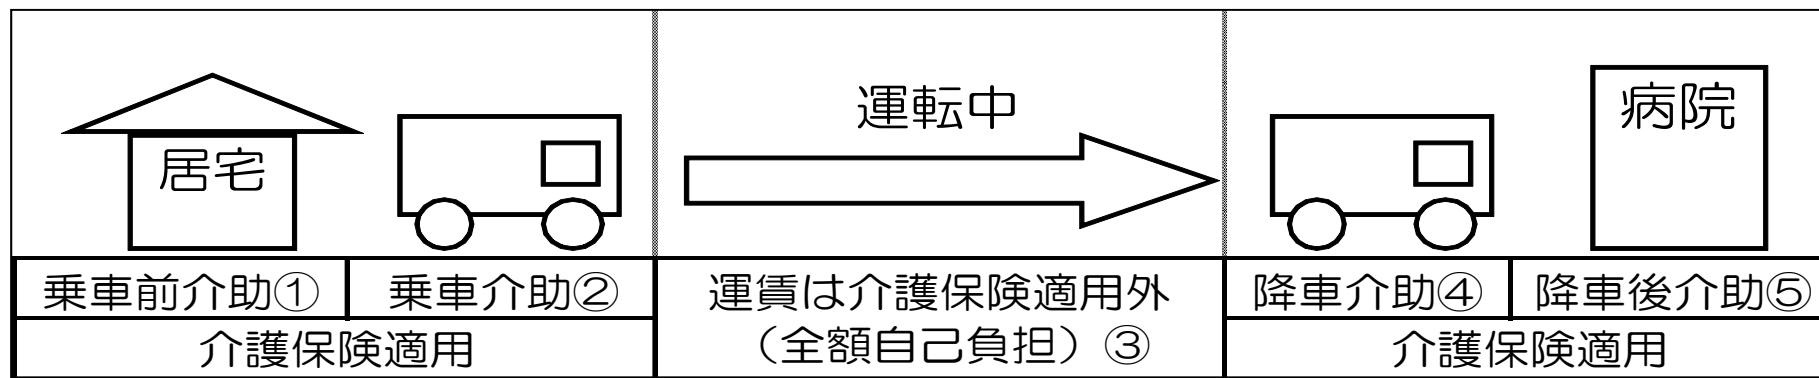 居宅
運転中
病院
乗車前介助①
乗車介助②
運賃は介護保険適用外
（全額自己負担）③
降車介助④
降車後介助⑤
介護保険適用
介護保険適用